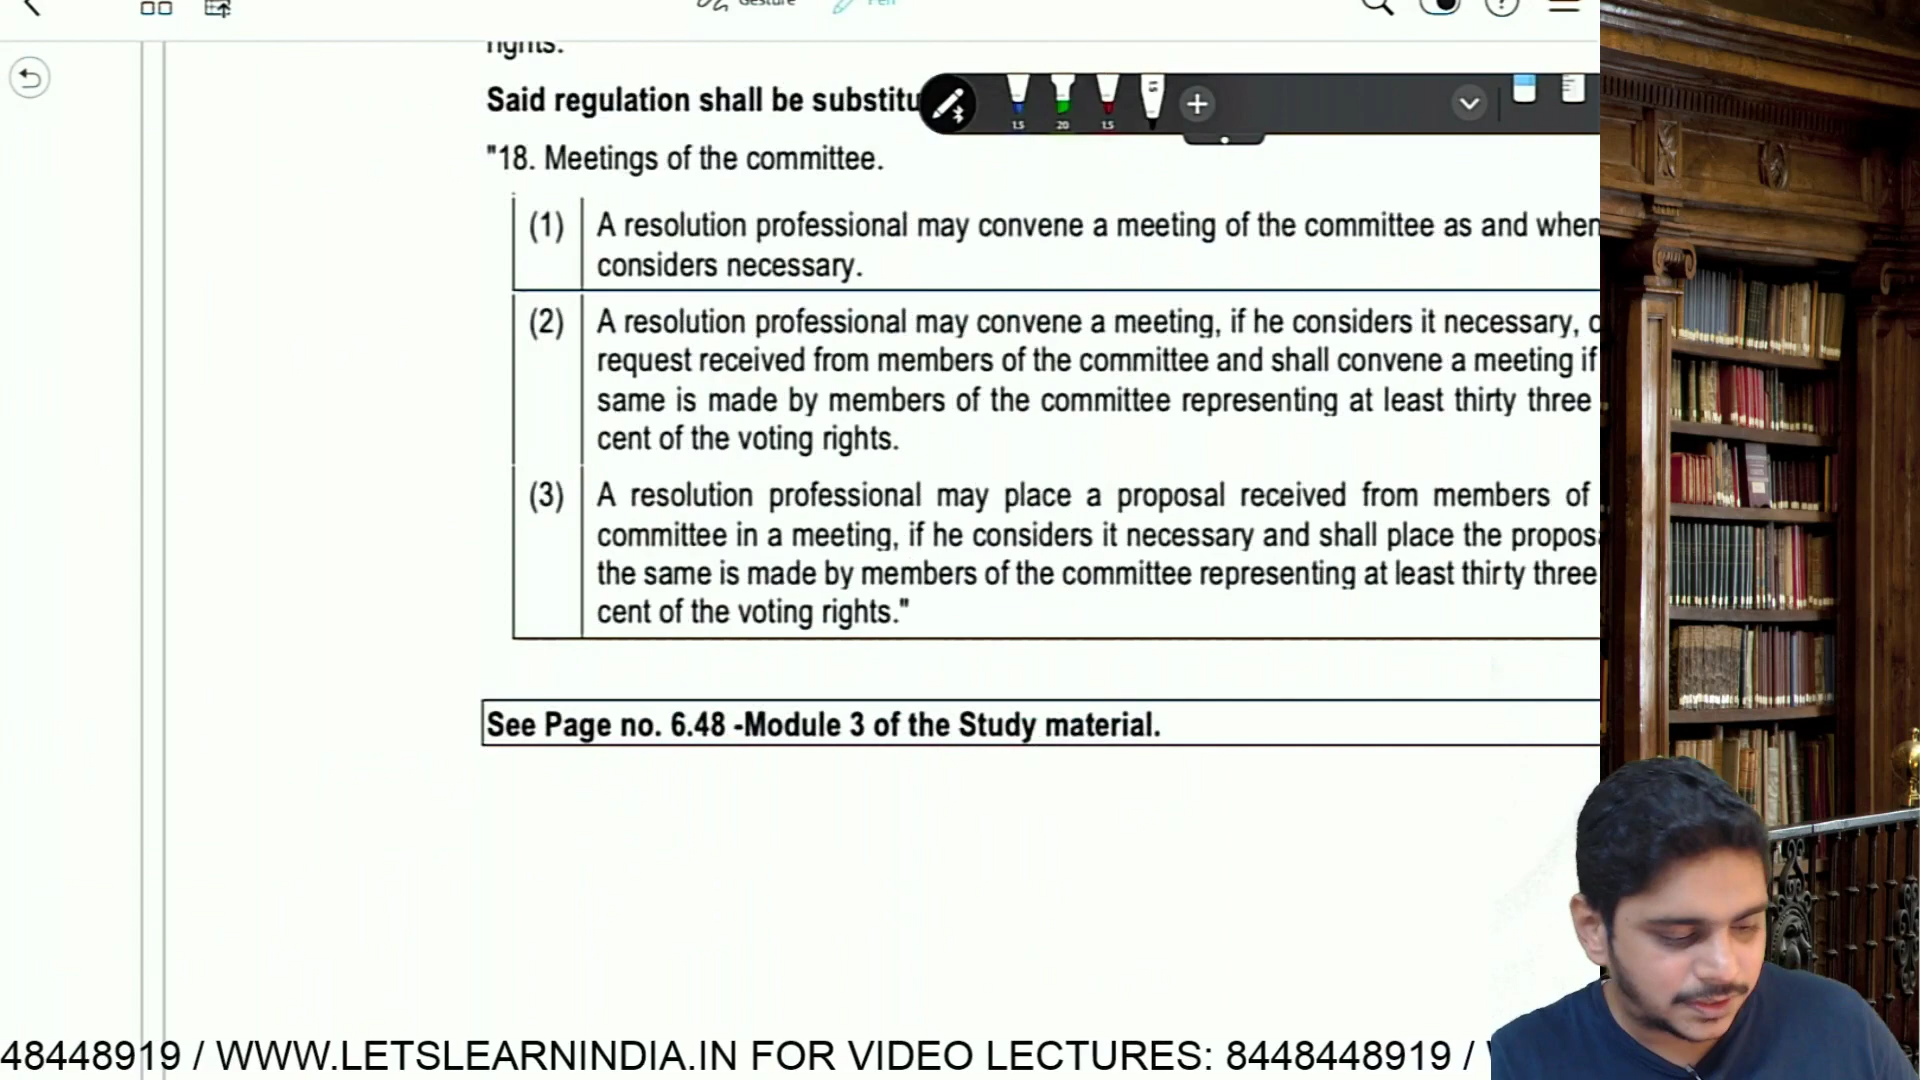 Gesture
Pen
rights.
Said regulation shall be substitu
"18. Meetings of the committee.
(1) A resolution professional may convene a meeting of the committee as and when
considers necessary.
(2) A resolution professional may convene a meeting, if he considers it necessary,
request received from members of the committee and shall convene a meeting if
same is made by members of the committee representing at least thirty three
cent of the voting rights.
(3) A resolution professional may place a proposal received from members of
committee in a meeting, if he considers it necessary and shall place the propos
the same is made by members of the committee representing at least thirty three
cent of the voting rights."
See Page no. 6.48 -Module 3 of the Study material.
48448919 / WWW.LETSLEARNINDIA.IN FOR VIDEO LECTURES: 8448448919 /